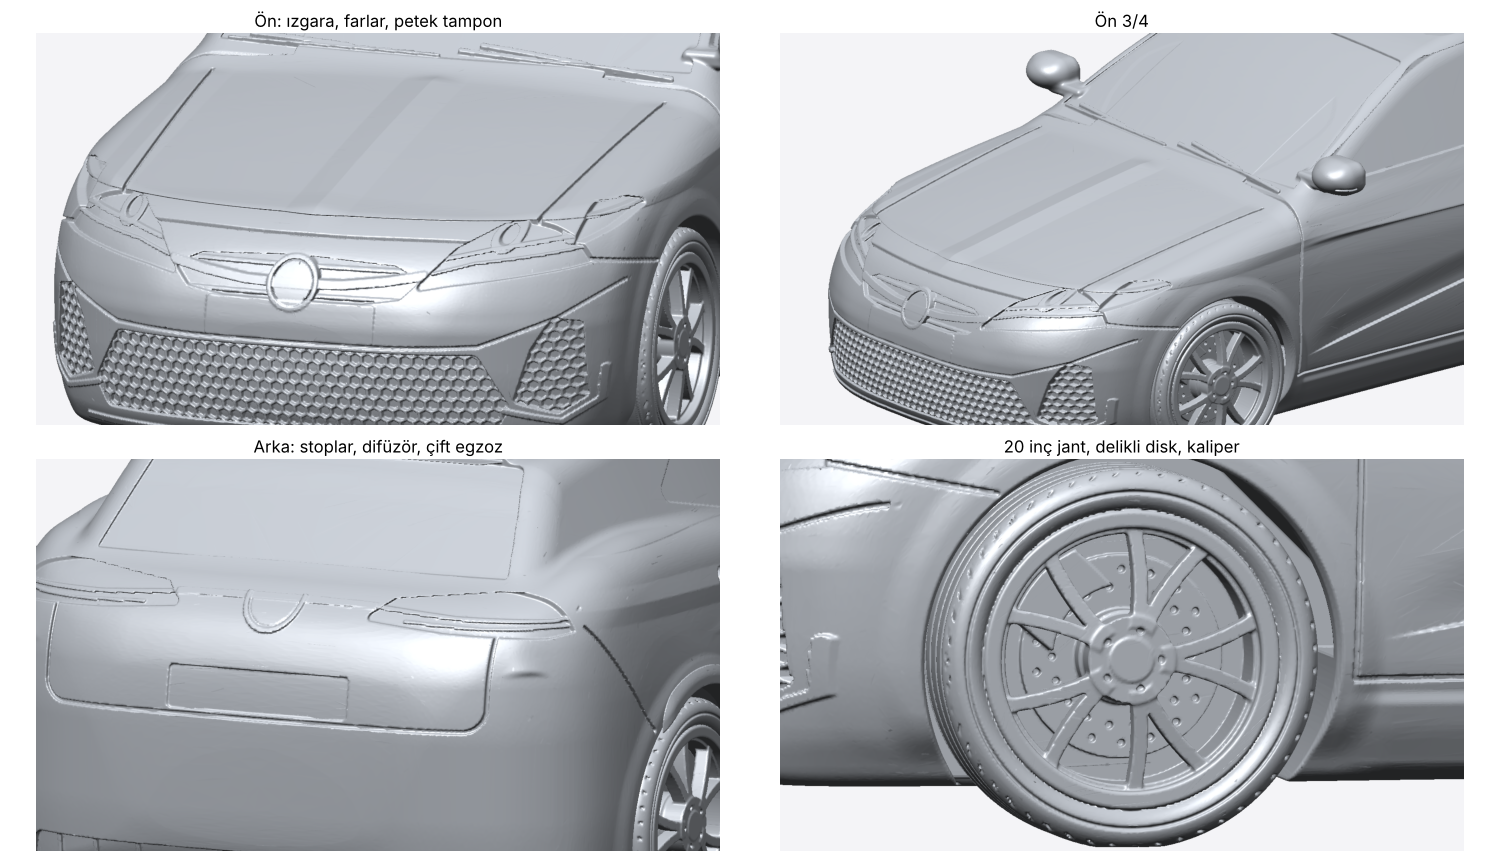 Ön: ızgara, farlar, petek tampon
Ön 3/4
Arka: stoplar, difüzör, çift egzoz
20 inç jant, delikli disk, kaliper